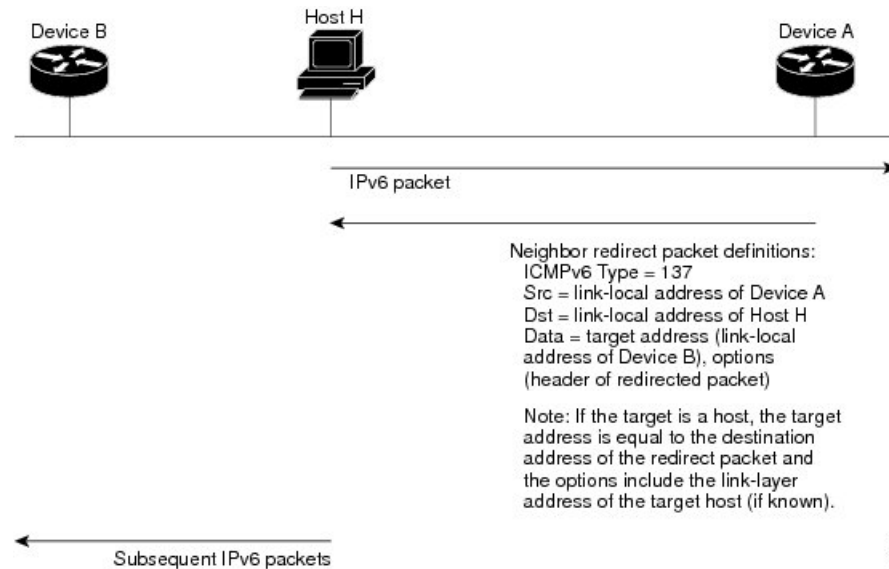 Host H
Device B
Device A
IPv6 packet
Neighbor redirect packet definitions:
ICMPv6 Type = 137
Src = link-local address of Device A
Dst = link-local address of Host H
Data = target address (link-local
address of Device B), options
(header of redirected packet)
Note: If the target is a host, the target
address is equal to the destination
address of the redirect packet and
the options include the link-layer
address of the target host (if known).
Subsequent IPv6 packets